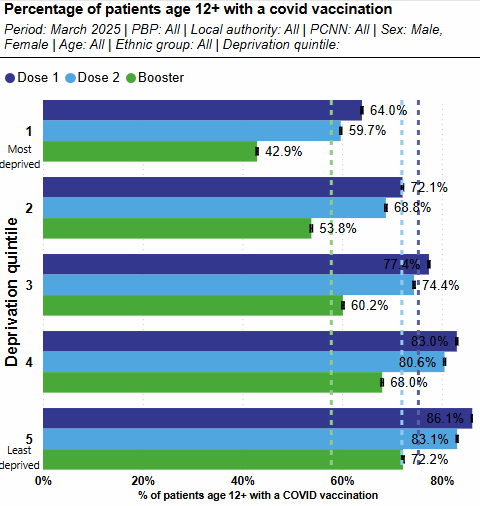 Percentage of patients age 12+ with a covid vaccination
Period: March 2025 | PBP: All | Local authority: All | PCNN: All | Sex: Male,
Female | Age: All | Ethnic group: All | Deprivation quintile:
Dose 1 Dose 2 Booster
Deprivation quintile
64.0%
1 59.7%
Most
deprived
42.9%
72.1%
2 68.8%
53.8%
77.4%
3 74.4%
60.2%
83.0%
4 80.6%
68.0%
86.1%
5 83.1%
Least
deprived
72.2%
0% 20% 40% 60% 80%
% of patients age 12+ with a COVID vaccination